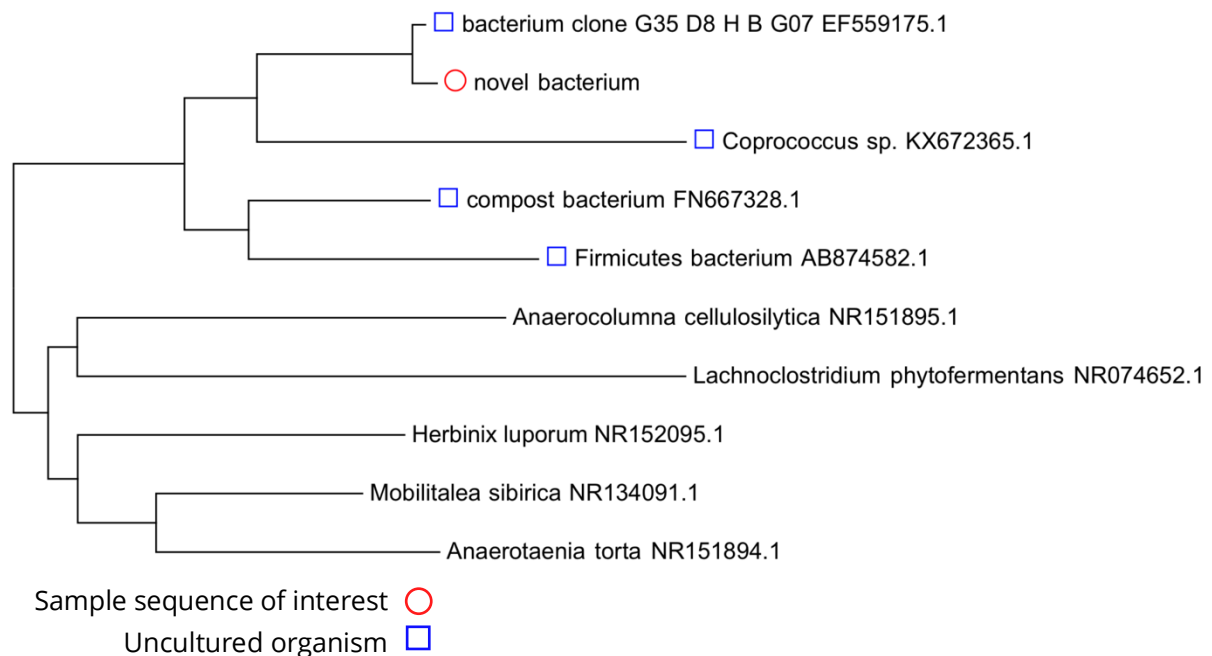 bacterium clone G35 D8 H B G07 EF559175.1
novel bacterium
Coprococcus sp. KX672365.1
compost bacterium FN667328.1
Firmicutes bacterium AB874582.1
Anaerocolumna cellulosilytica NR151895.1
Lachnoclostridium phytofermentans NR074652.1
Herbinix luporum NR152095.1
Mobilitalea sibirica NR134091.1
Anaerotaenia torta NR151894.1
Sample sequence of interest
Uncultured organism